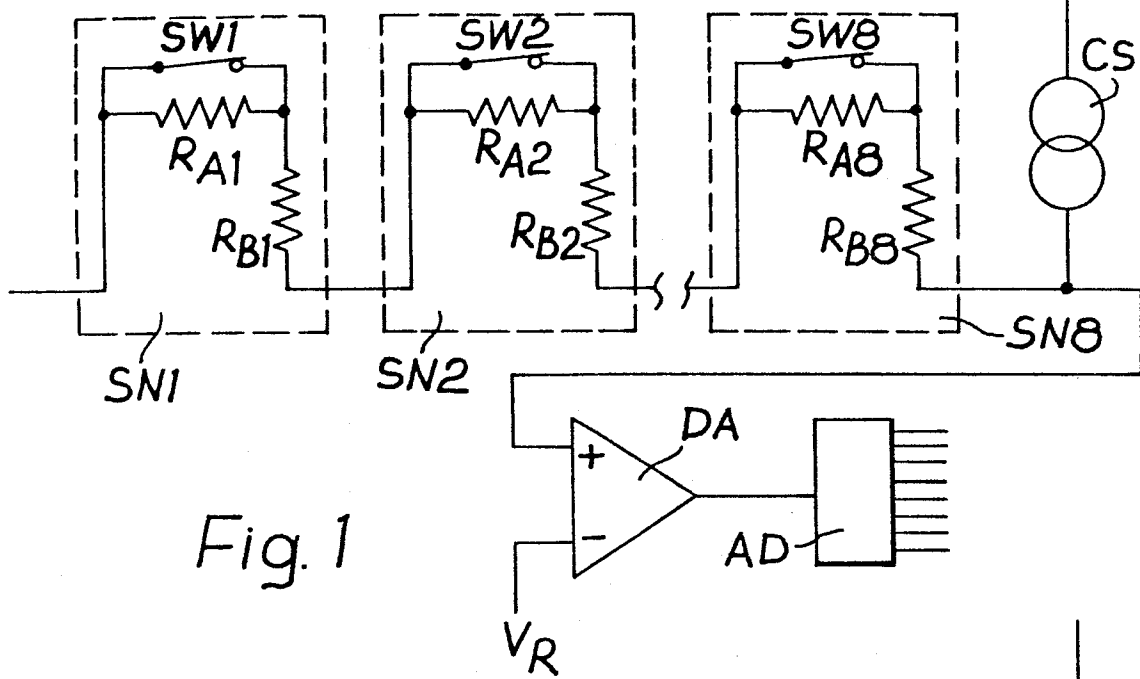 SW1
SW2
SW8
CS
RA1
RA2
RA8
RB1
RB2
RB8
SN1
SN2
SN8
DA
+
−
AD
Fig. 1
VR